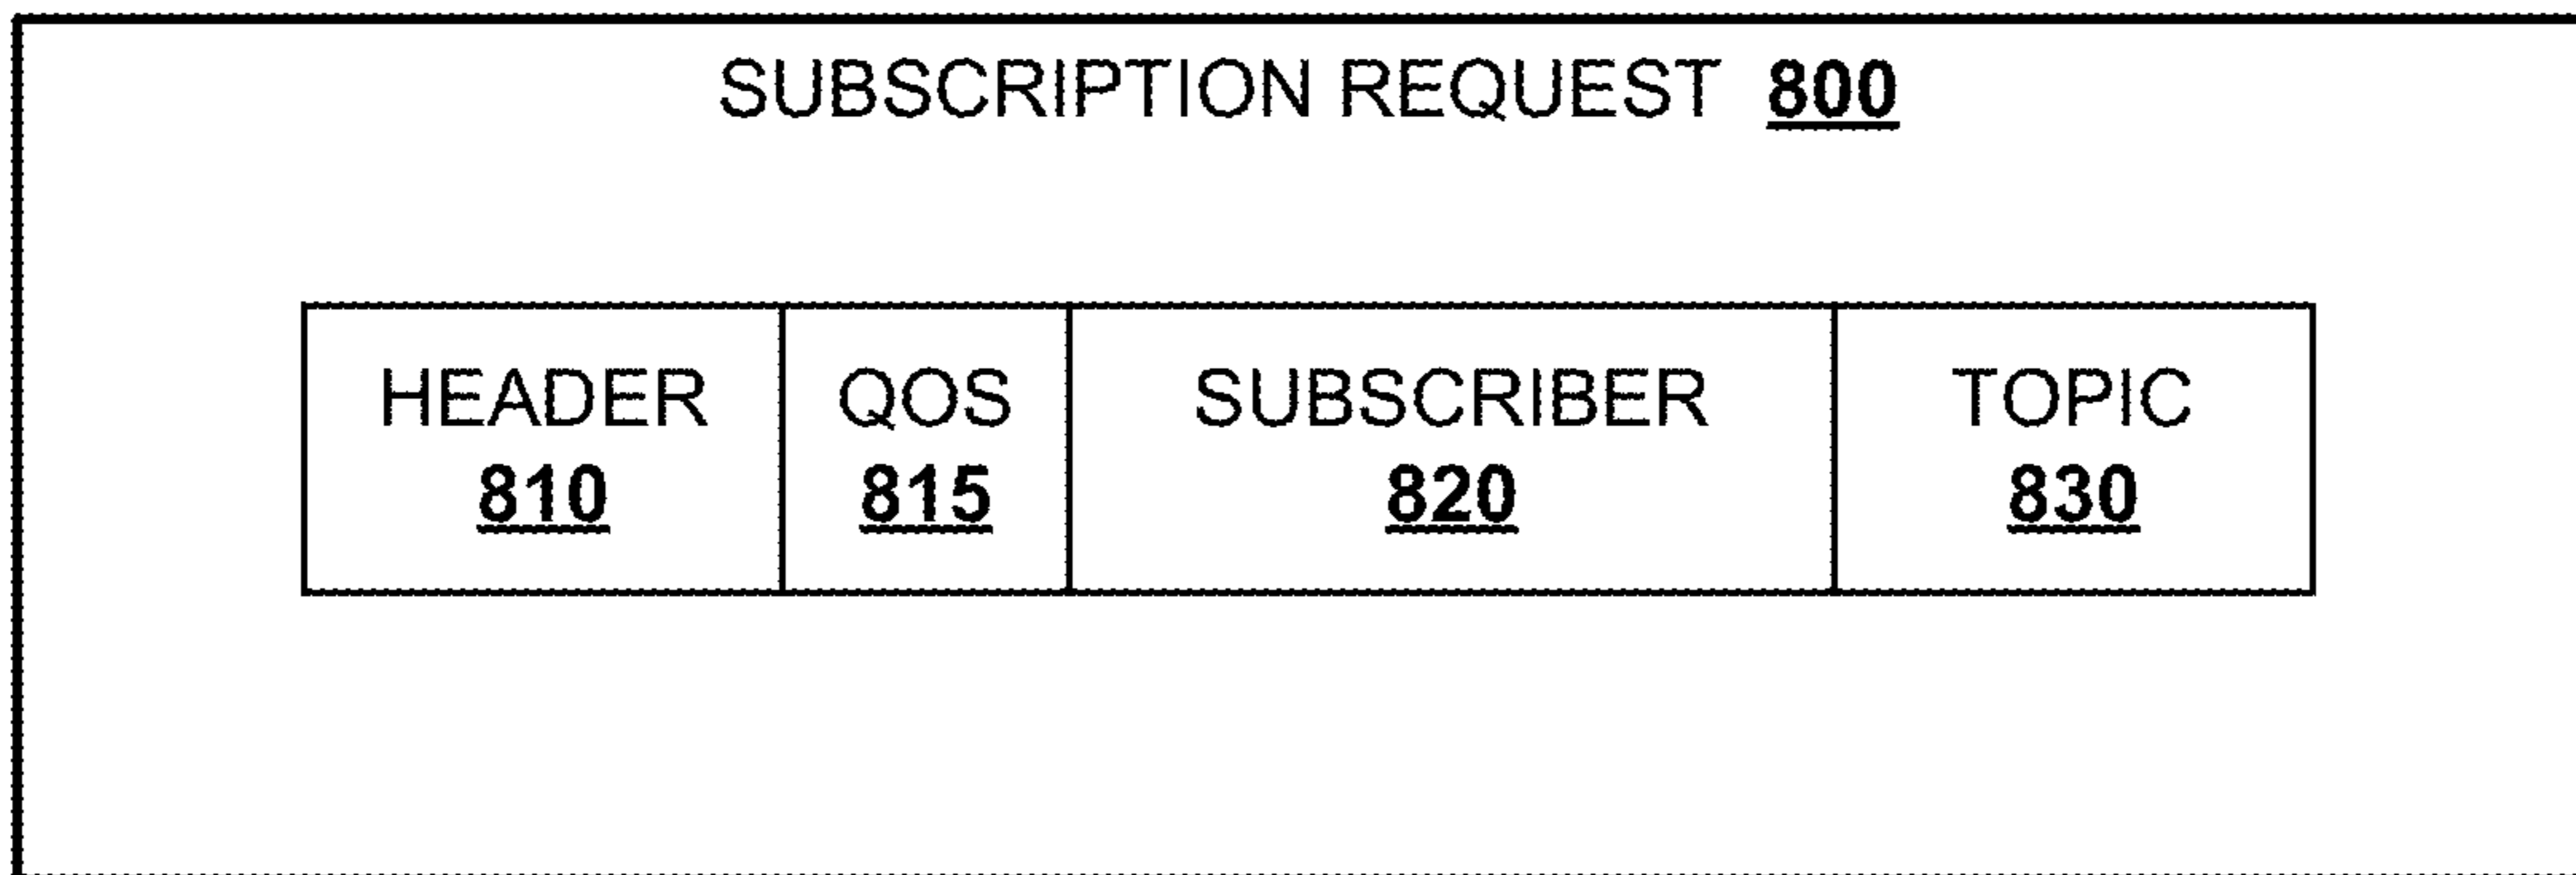 SUBSCRIPTION REQUEST 800
HEADER QOS SUBSCRIBER TOPIC
810 815 820 830